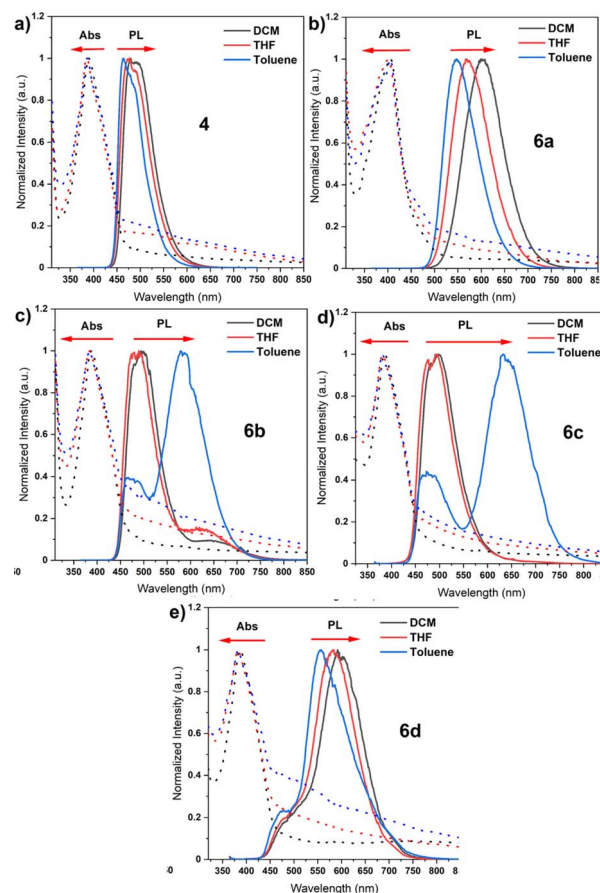 a)
Abs PL
DCM
THF
Toluene
4
Normalized Intensity (a.u.)
1.2
1
0.8
0.6
0.4
0.2
0
350 400 450 500 550 600 650 700 750 800 850
Wavelength (nm)
b)
Abs PL
DCM
THF
Toluene
6a
Normalized Intensity (a.u.)
1.2
1
0.8
0.6
0.4
0.2
0
350 400 450 500 550 600 650 700 750 800 85
Wavelength (nm)
c)
Abs PL
DCM
THF
Toluene
6b
Normalized Intensity (a.u.)
1.2
1
0.8
0.6
0.4
0.2
0
350 400 450 500 550 600 650 700 750 800 850
Wavelength (nm)
d)
Abs PL
DCM
THF
Toluene
6c
Normalized Intensity (a.u.)
1.2
1
0.8
0.6
0.4
0.2
0
350 400 450 500 550 600 650 700 750 800 850
Wavelength (nm)
e)
Abs PL
DCM
THF
Toluene
6d
Normalized Intensity (a.u.)
1.2
1
0.8
0.6
0.4
0.2
0
350 400 450 500 550 600 650 700 750 800 85
Wavelength (nm)